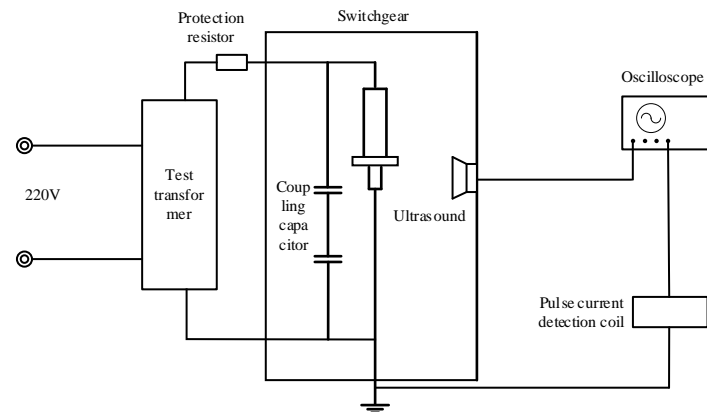 Protection
resistor
Switchgear
Oscilloscope
Test
transfor
mer
220V
Coup
ling capa
citor
Ultrasound
Pulse current
detection coil